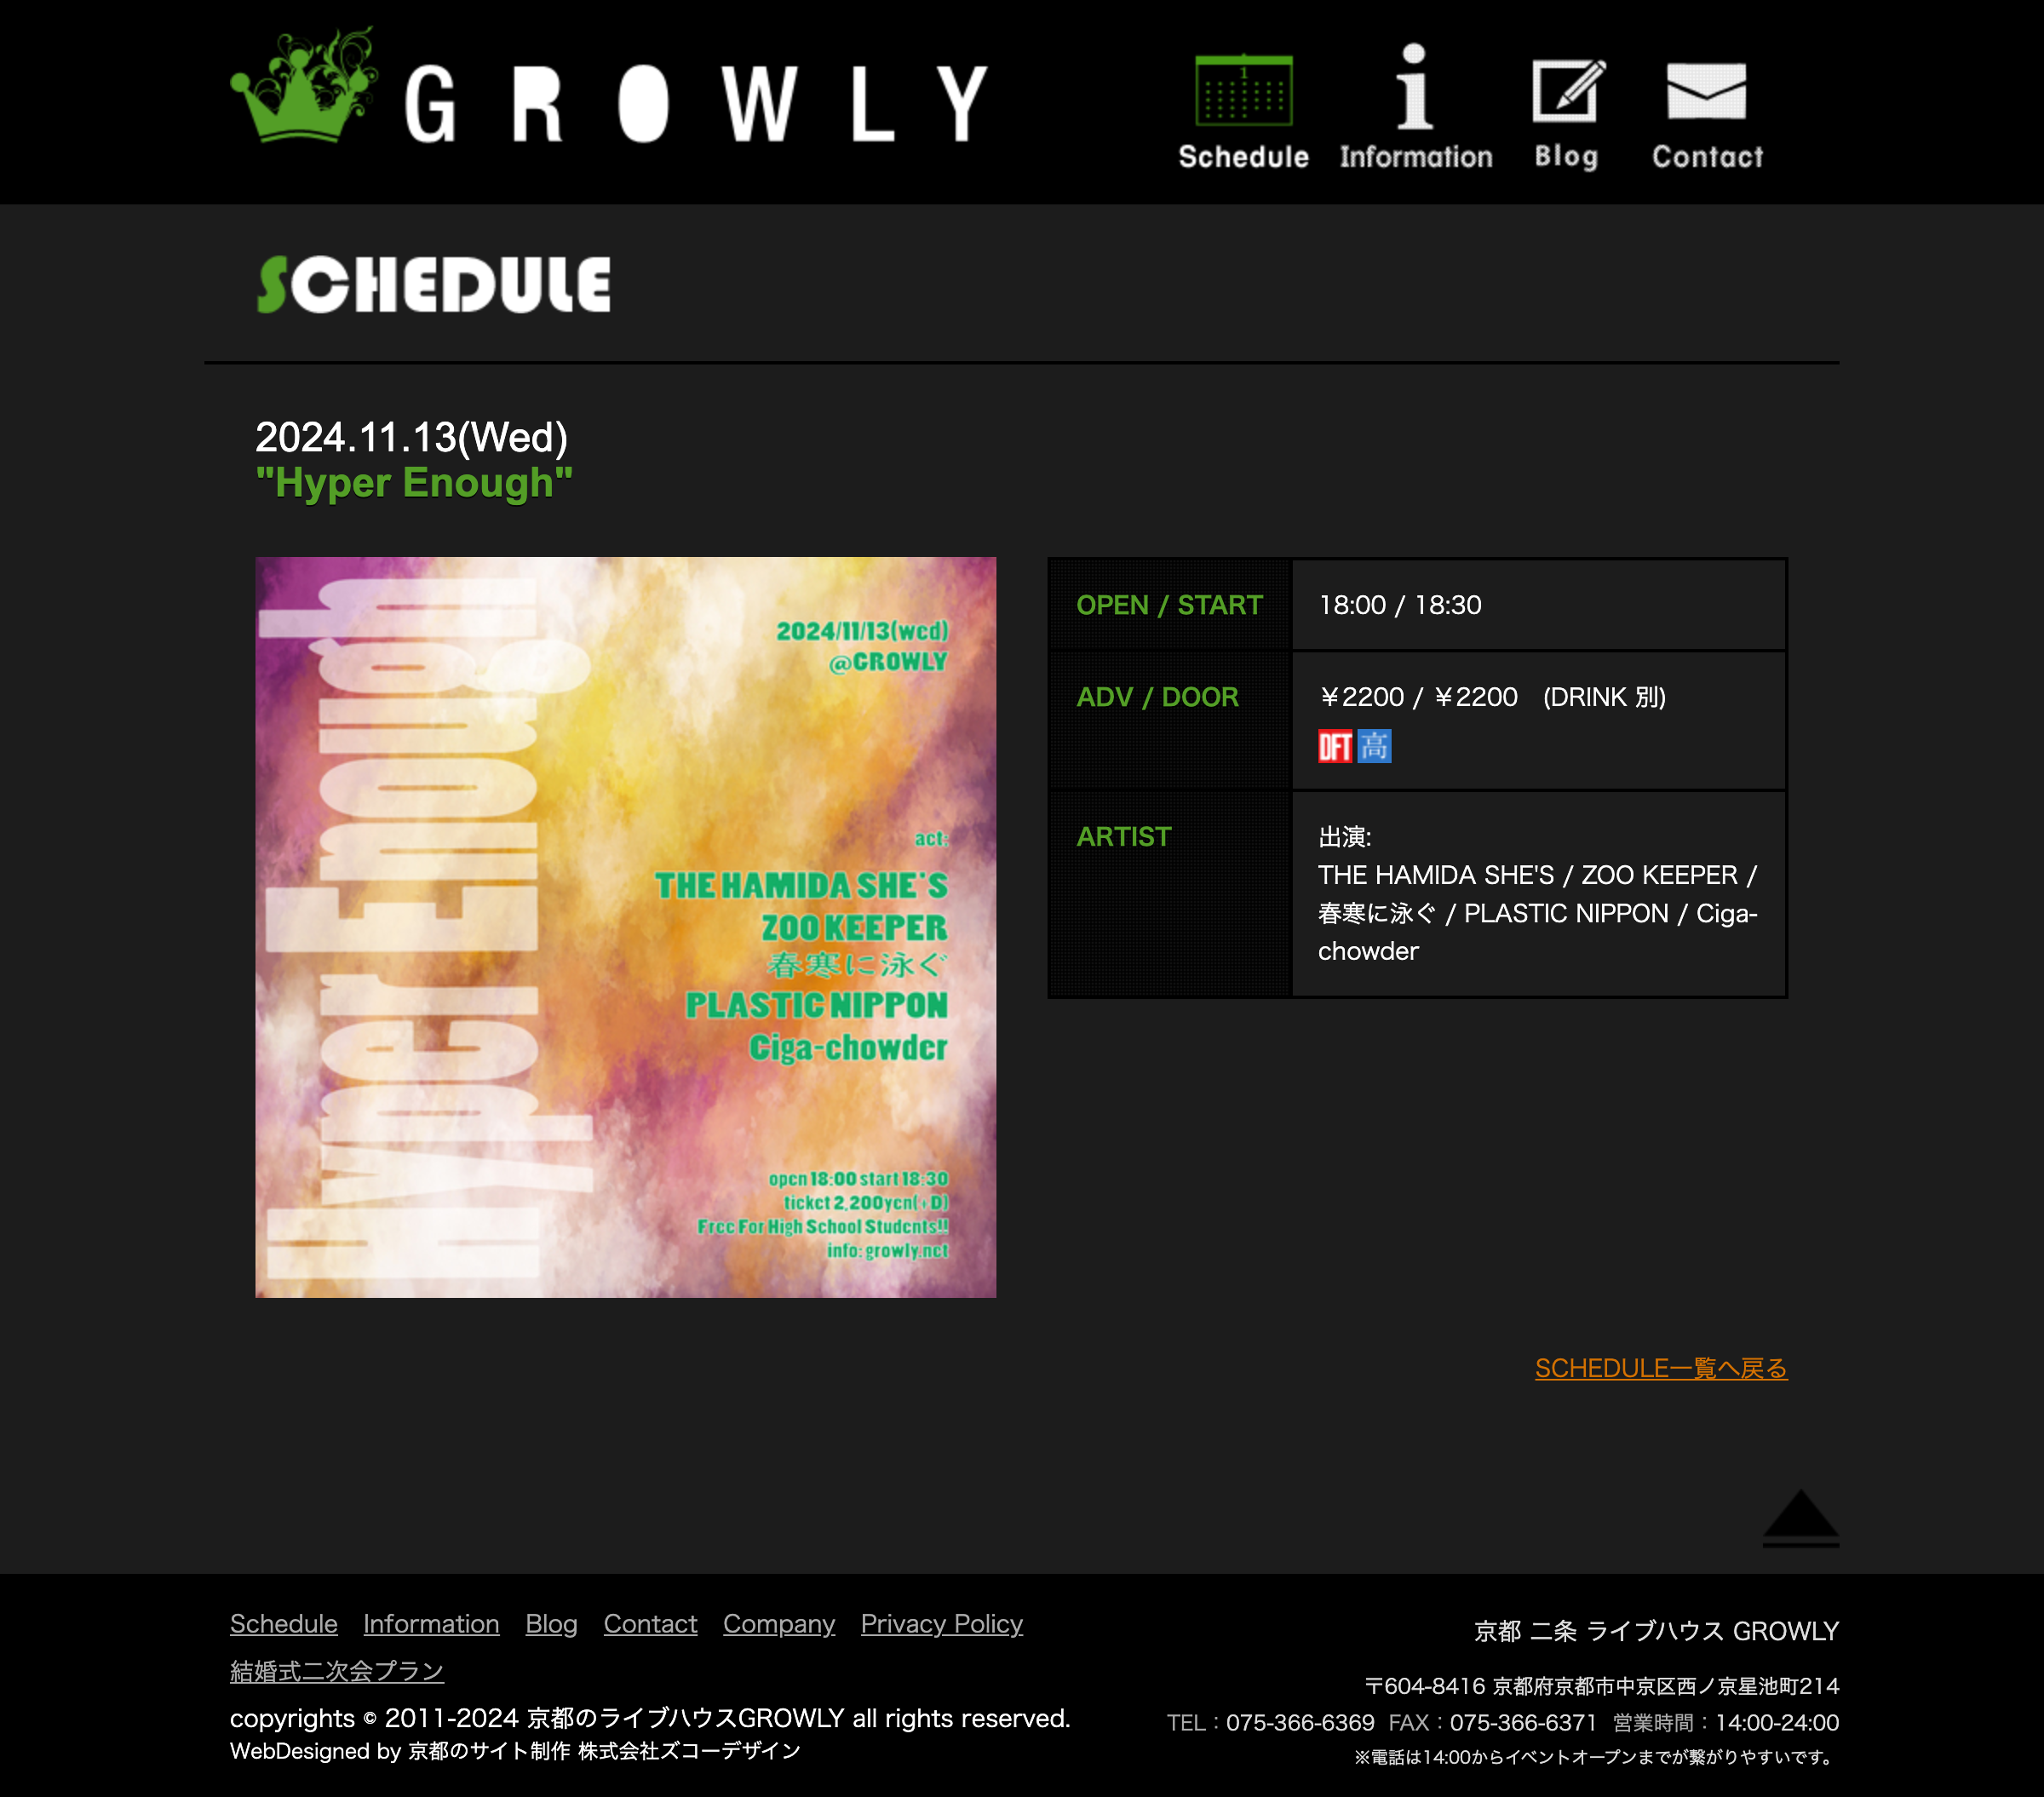 GROWLY
Schedule
Information
Blog
Contact
SCHEDULE
2024.11.13(Wed)
"Hyper Enough"
Hyper Enough
2024/11/13(wed)
@GROWLY
act:
THE HAMIDA SHE'S
ZOO KEEPER
春寒に泳ぐ
PLASTIC NIPPON
Ciga-chowder
open 18:00 start 18:30
ticket 2,200yen(+D)
Free For High School Students!!
info: growly.net
OPEN / START
18:00 / 18:30
ADV / DOOR
￥2200 / ￥2200　(DRINK 別)
DFT 高
ARTIST
出演:
THE HAMIDA SHE'S / ZOO KEEPER /
春寒に泳ぐ / PLASTIC NIPPON / Ciga-
chowder
SCHEDULE一覧へ戻る
Schedule Information Blog Contact Company Privacy Policy
結婚式二次会プラン
copyrights © 2011-2024 京都のライブハウスGROWLY all rights reserved.
WebDesigned by 京都のサイト制作 株式会社ズコーデザイン
京都 二条 ライブハウス GROWLY
〒604-8416 京都府京都市中京区西ノ京星池町214
TEL：075-366-6369 FAX：075-366-6371 営業時間：14:00-24:00
※電話は14:00からイベントオープンまでが繋がりやすいです。